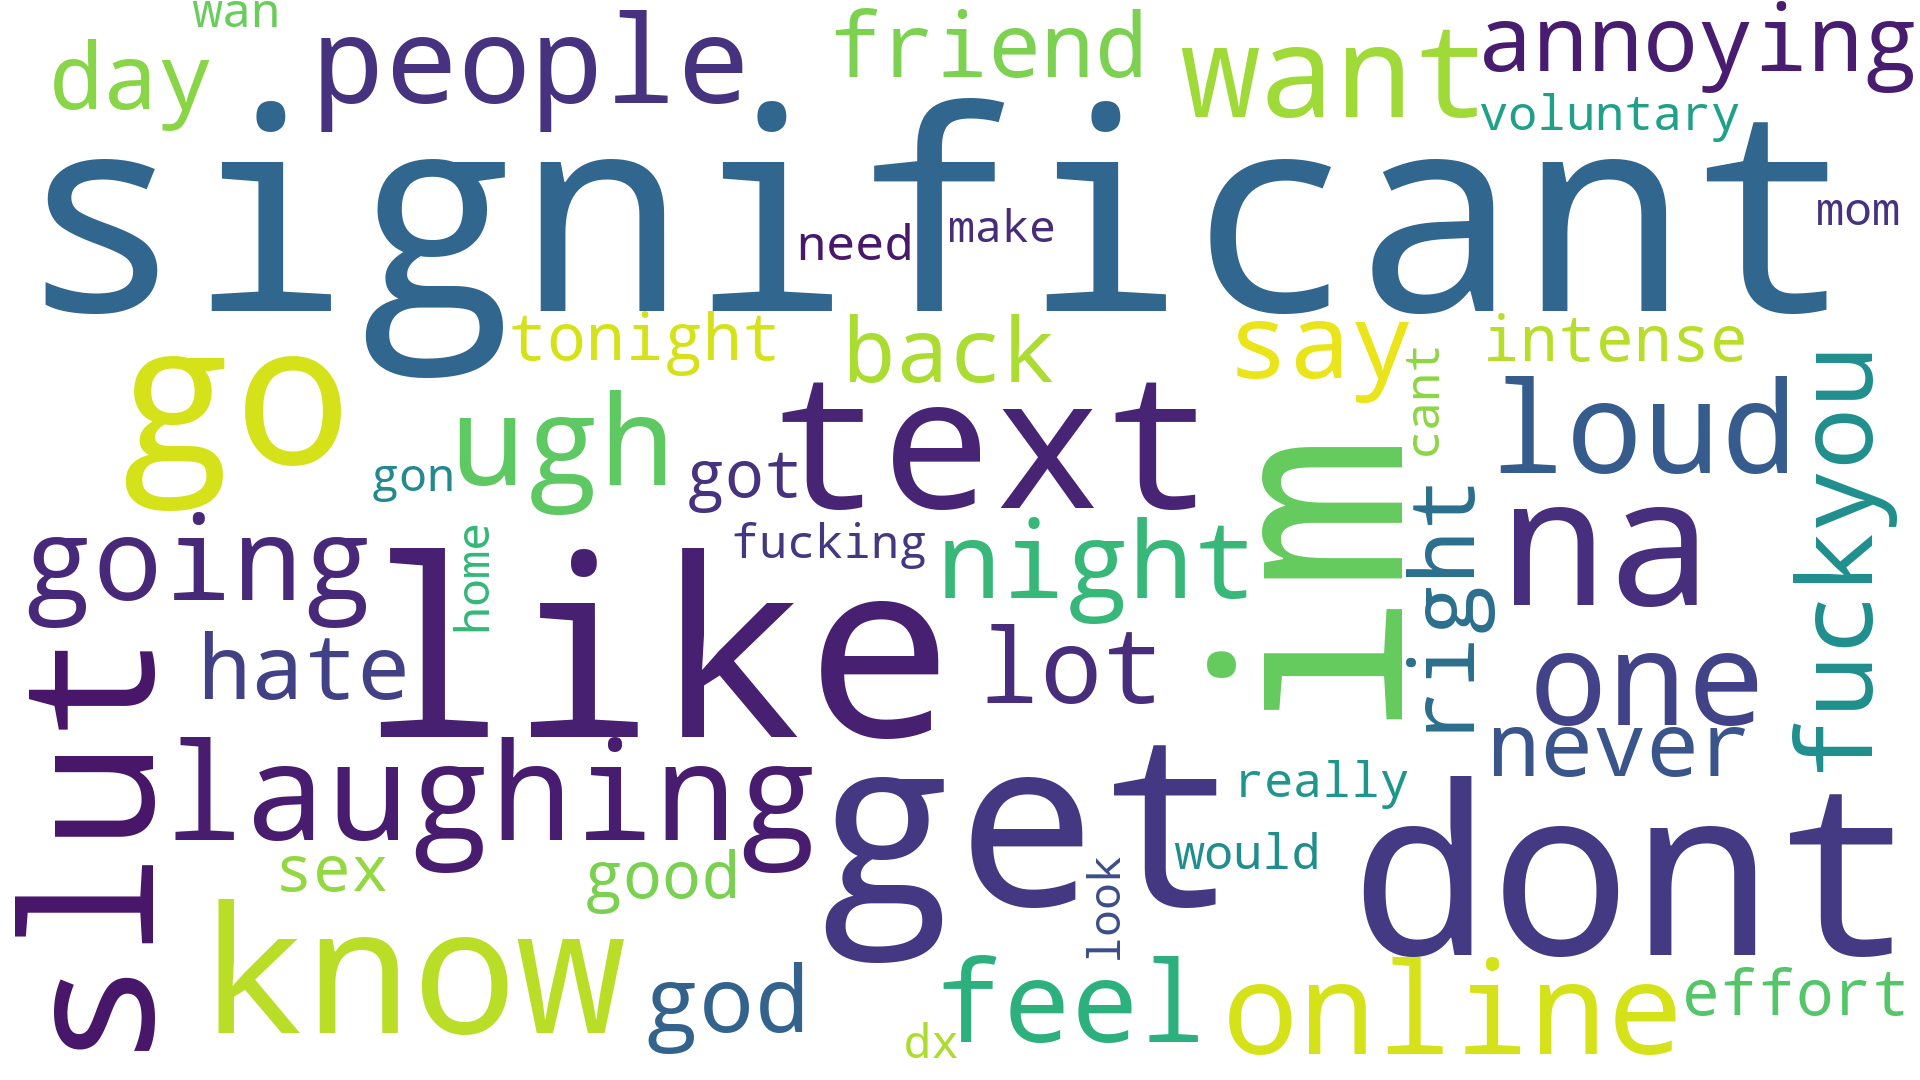 wan
day
people
friend
want
annoying
voluntary
significant
need
make
mom
go
tonight
back
say
intense
ugh
text
cant
loud
fuckyou
gon
got
im
right
na
going
home
fucking
night
like
hate
lot
one
never
slut
laughing
get
really
dont
sex
good
look
would
know
god
dx
feel
online
effort